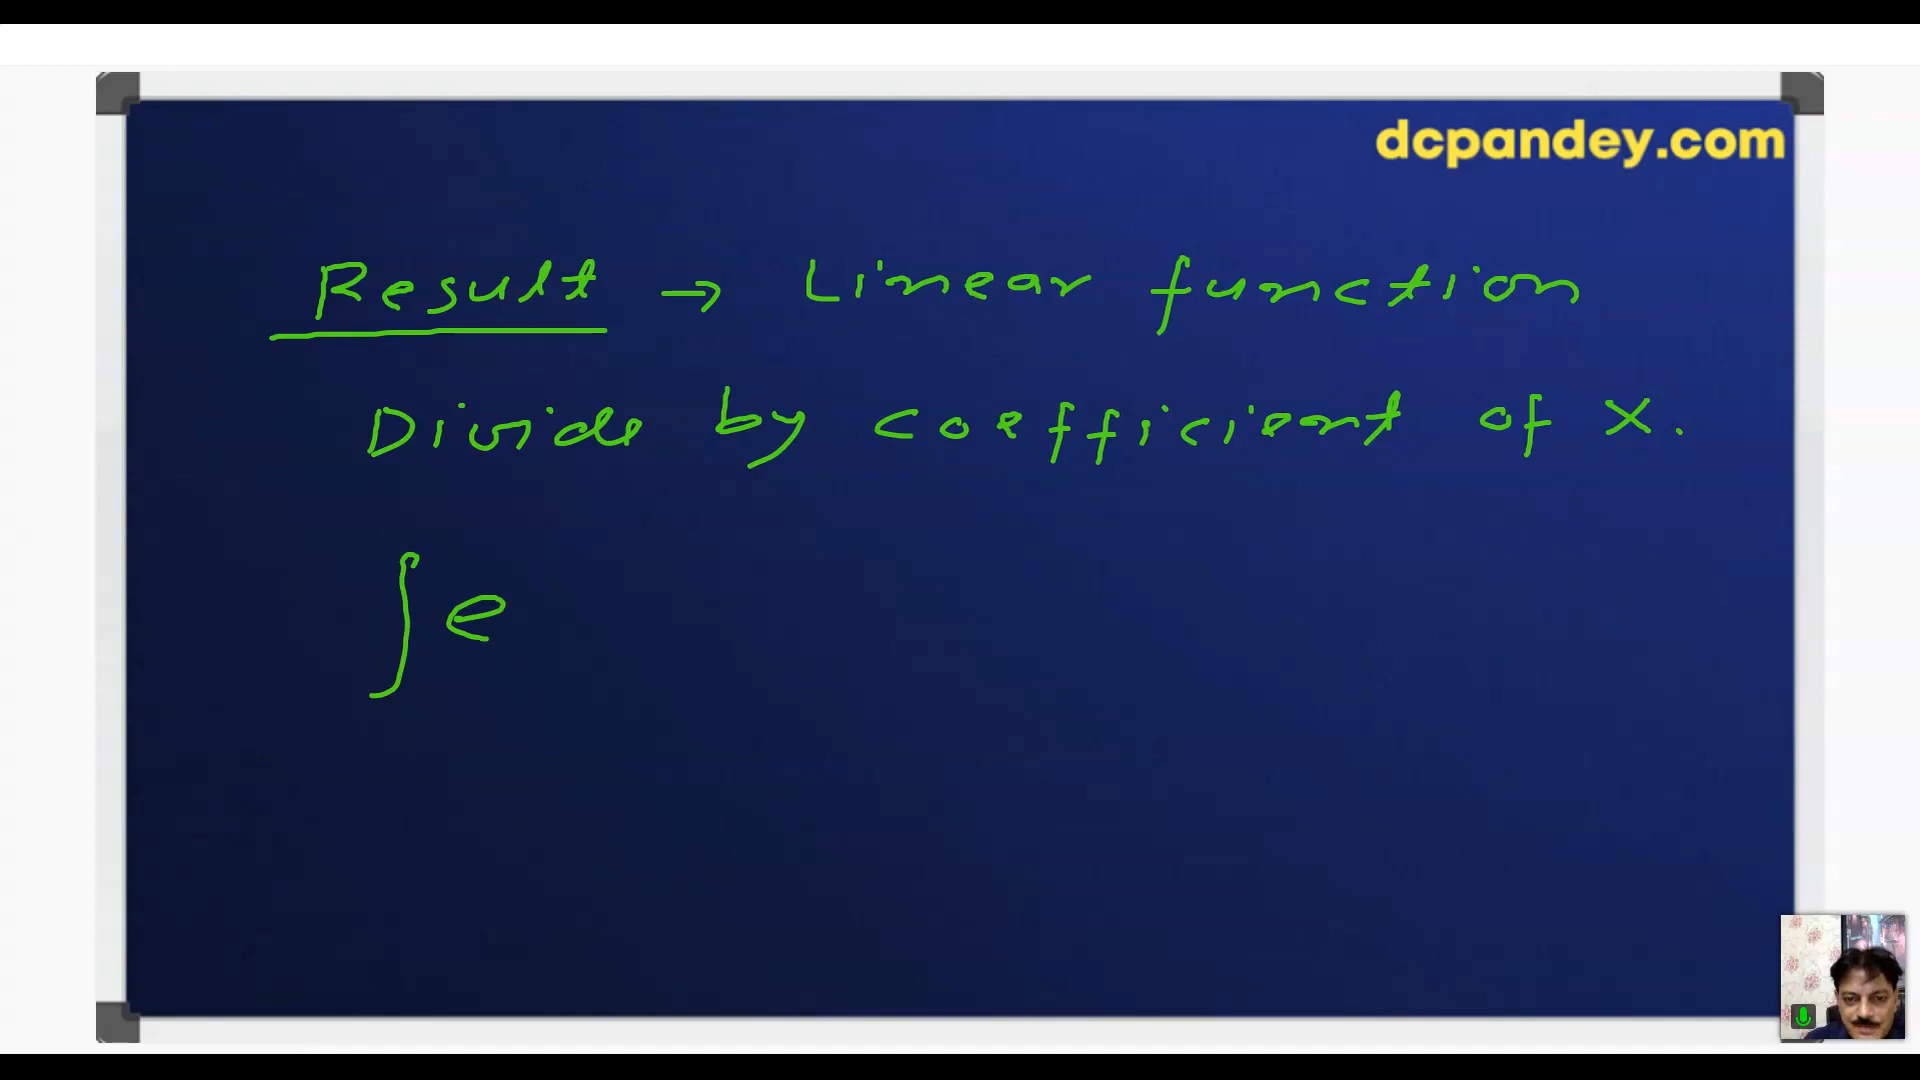 dcpandey.com
Result → Linear function
Divide by coefficient of x.
∫ e